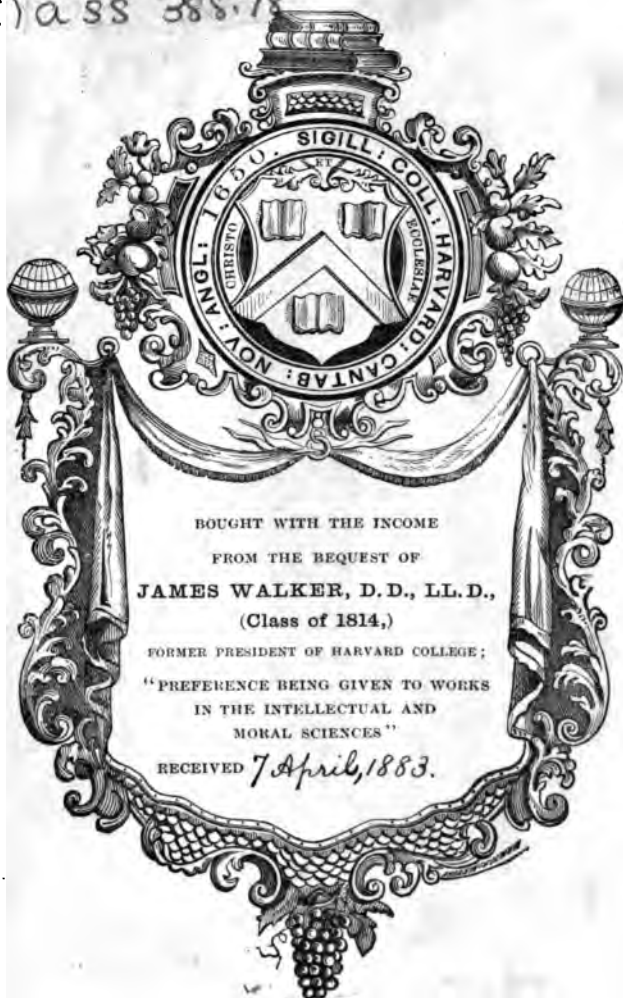 ass 388.18
SIGILL: COLL: HARVARD: CANTAB: NOV: ANGL: 1650.
ET
CHRISTO
ECCLESIAE
BOUGHT WITH THE INCOME
FROM THE BEQUEST OF
JAMES WALKER, D.D., LL.D.,
(Class of 1814,)
FORMER PRESIDENT OF HARVARD COLLEGE;
"PREFERENCE BEING GIVEN TO WORKS
IN THE INTELLECTUAL AND
MORAL SCIENCES"
RECEIVED 7 April, 1883.